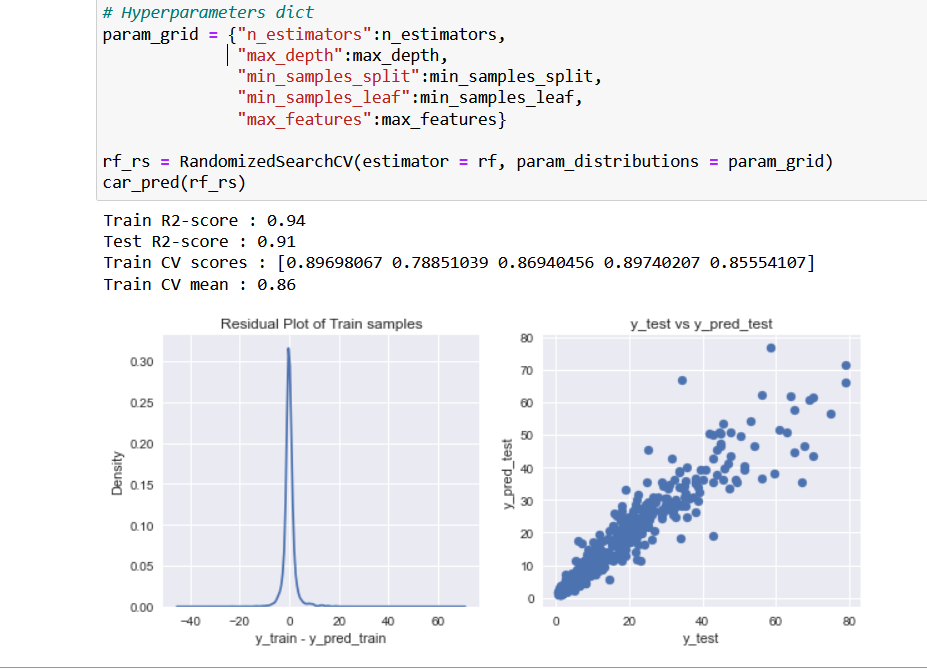 # Hyperparameters dict
param_grid = {"n_estimators":n_estimators,
"max_depth":max_depth,
"min_samples_split":min_samples_split,
"min_samples_leaf":min_samples_leaf,
"max_features":max_features}
rf_rs = RandomizedSearchCV(estimator = rf, param_distributions = param_grid)
car_pred(rf_rs)
Train R2-score : 0.94
Test R2-score : 0.91
Train CV scores : [0.89698067 0.78851039 0.86940456 0.89740207 0.85554107]
Train CV mean : 0.86
Residual Plot of Train samples
0.30
0.25
0.20
0.15
0.10
0.05
0.00
Density
−40 −20 0 20 40 60
y_train - y_pred_train
y_test vs y_pred_test
80
70
60
50
40
30
20
10
0
y_pred_test
0 20 40 60 80
y_test